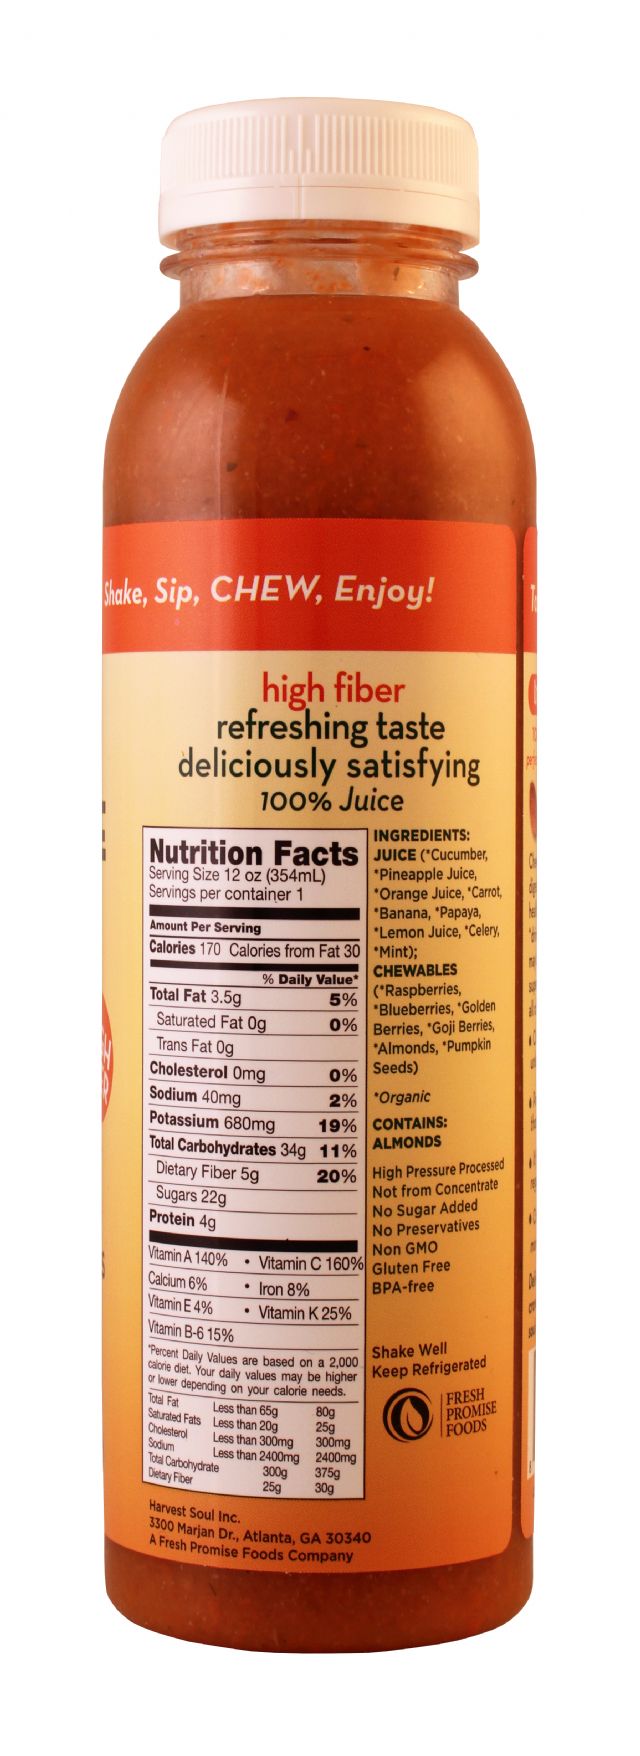 Shake, Sip, CHEW, Enjoy!
high fiber
refreshing taste
deliciously satisfying
100% Juice
Nutrition Facts
Serving Size 12 oz (354mL)
Servings per container 1
Amount Per Serving
Calories 170 Calories from Fat 30
% Daily Value*
Total Fat 3.5g 5%
Saturated Fat 0g 0%
Trans Fat 0g
Cholesterol 0mg 0%
Sodium 40mg 2%
Potassium 680mg 19%
Total Carbohydrates 34g 11%
Dietary Fiber 5g 20%
Sugars 22g
Protein 4g
Vitamin A 140% • Vitamin C 160%
Calcium 6% • Iron 8%
Vitamin E 4% • Vitamin K 25%
Vitamin B-6 15%
*Percent Daily Values are based on a 2,000
calorie diet. Your daily values may be higher
or lower depending on your calorie needs.
Total Fat Less than 65g 80g
Saturated Fats Less than 20g 25g
Cholesterol Less than 300mg 300mg
Sodium Less than 2400mg 2400mg
Total Carbohydrate 300g 375g
Dietary Fiber 25g 30g
Harvest Soul Inc.
3300 Marjan Dr., Atlanta, GA 30340
A Fresh Promise Foods Company
INGREDIENTS:
JUICE (*Cucumber,
*Pineapple Juice,
*Orange Juice, *Carrot,
*Banana, *Papaya,
*Lemon Juice, *Celery,
*Mint);
CHEWABLES
(*Raspberries,
*Blueberries, *Golden
Berries, *Goji Berries,
*Almonds, *Pumpkin
Seeds)
*Organic
CONTAINS:
ALMONDS
High Pressure Processed
Not from Concentrate
No Sugar Added
No Preservatives
Non GMO
Gluten Free
BPA-free
Shake Well
Keep Refrigerated
FRESH
PROMISE
FOODS